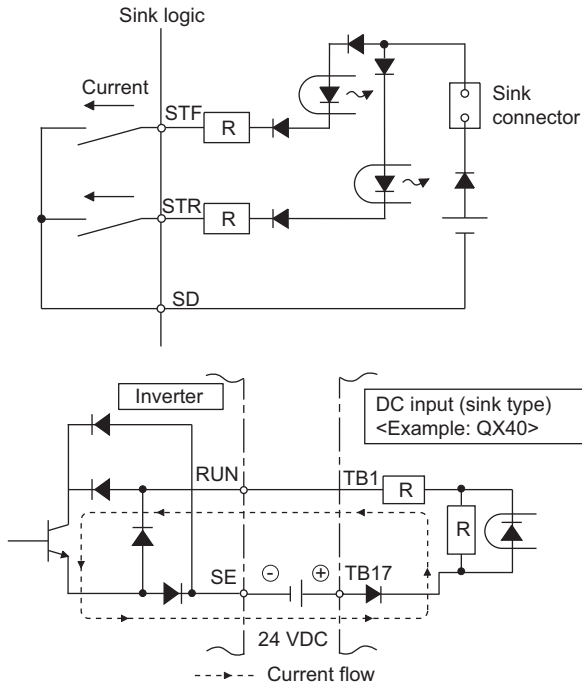 Sink logic
Current
STF
R
Sink
connector
STR
R
SD
Inverter
DC input (sink type)
<Example: QX40>
RUN
TB1
R
R
SE
-
+
TB17
24 VDC
Current flow